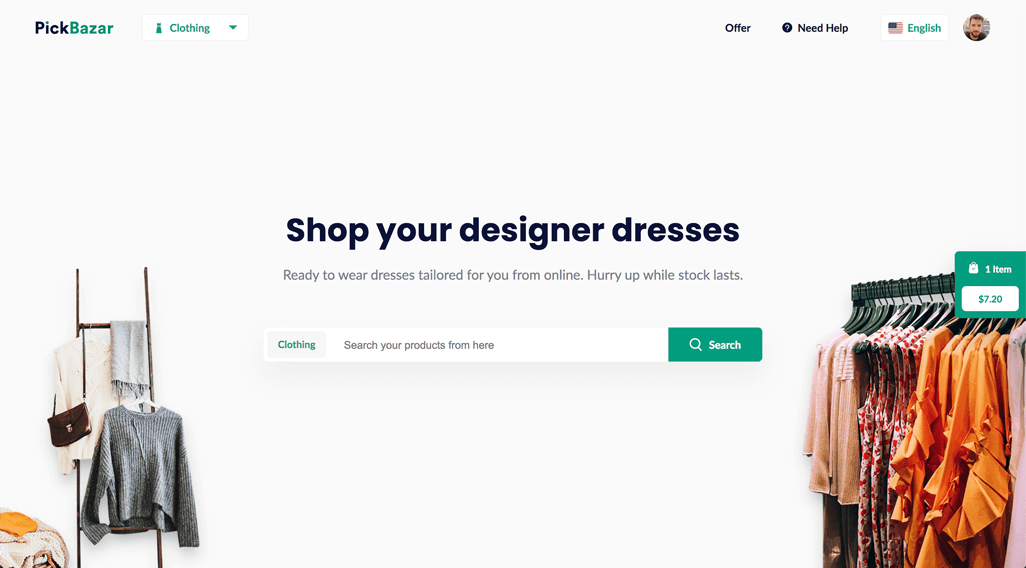 PickBazar
Clothing
Offer
Need Help
English
Shop your designer dresses
Ready to wear dresses tailored for you from online. Hurry up while stock lasts.
1 Item
$7.20
Clothing
Search your products from here
Search